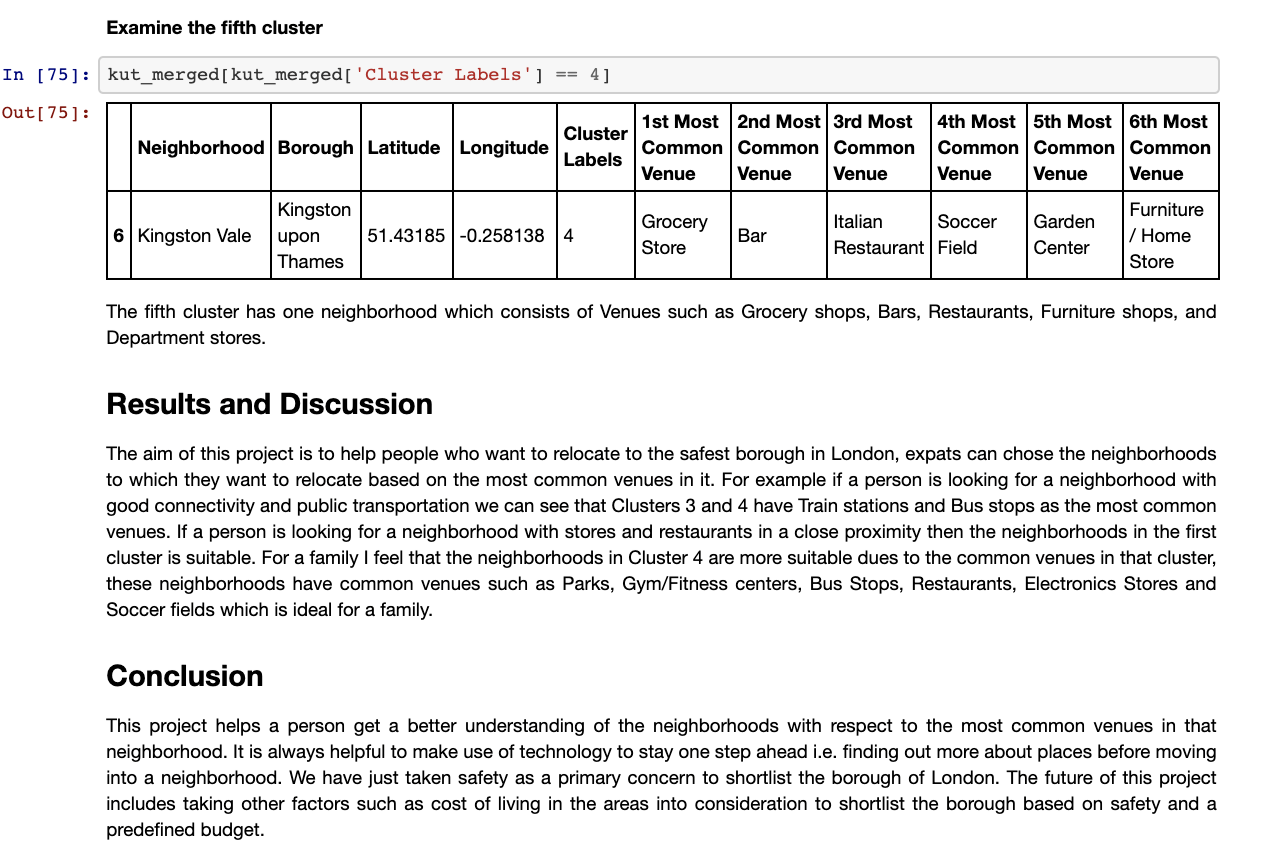 Examine the fifth cluster
In [75]: kut_merged[kut_merged['Cluster Labels'] == 4]
Out[75]:
Neighborhood Borough Latitude Longitude Cluster Labels 1st Most Common Venue 2nd Most Common Venue 3rd Most Common Venue 4th Most Common Venue 5th Most Common Venue 6th Most Common Venue
6 Kingston Vale Kingston upon Thames 51.43185 -0.258138 4 Grocery Store Bar Italian Restaurant Soccer Field Garden Center Furniture / Home Store
The fifth cluster has one neighborhood which consists of Venues such as Grocery shops, Bars, Restaurants, Furniture shops, and
Department stores.
Results and Discussion
The aim of this project is to help people who want to relocate to the safest borough in London, expats can chose the neighborhoods
to which they want to relocate based on the most common venues in it. For example if a person is looking for a neighborhood with
good connectivity and public transportation we can see that Clusters 3 and 4 have Train stations and Bus stops as the most common
venues. If a person is looking for a neighborhood with stores and restaurants in a close proximity then the neighborhoods in the first
cluster is suitable. For a family I feel that the neighborhoods in Cluster 4 are more suitable dues to the common venues in that cluster,
these neighborhoods have common venues such as Parks, Gym/Fitness centers, Bus Stops, Restaurants, Electronics Stores and
Soccer fields which is ideal for a family.
Conclusion
This project helps a person get a better understanding of the neighborhoods with respect to the most common venues in that
neighborhood. It is always helpful to make use of technology to stay one step ahead i.e. finding out more about places before moving
into a neighborhood. We have just taken safety as a primary concern to shortlist the borough of London. The future of this project
includes taking other factors such as cost of living in the areas into consideration to shortlist the borough based on safety and a
predefined budget.